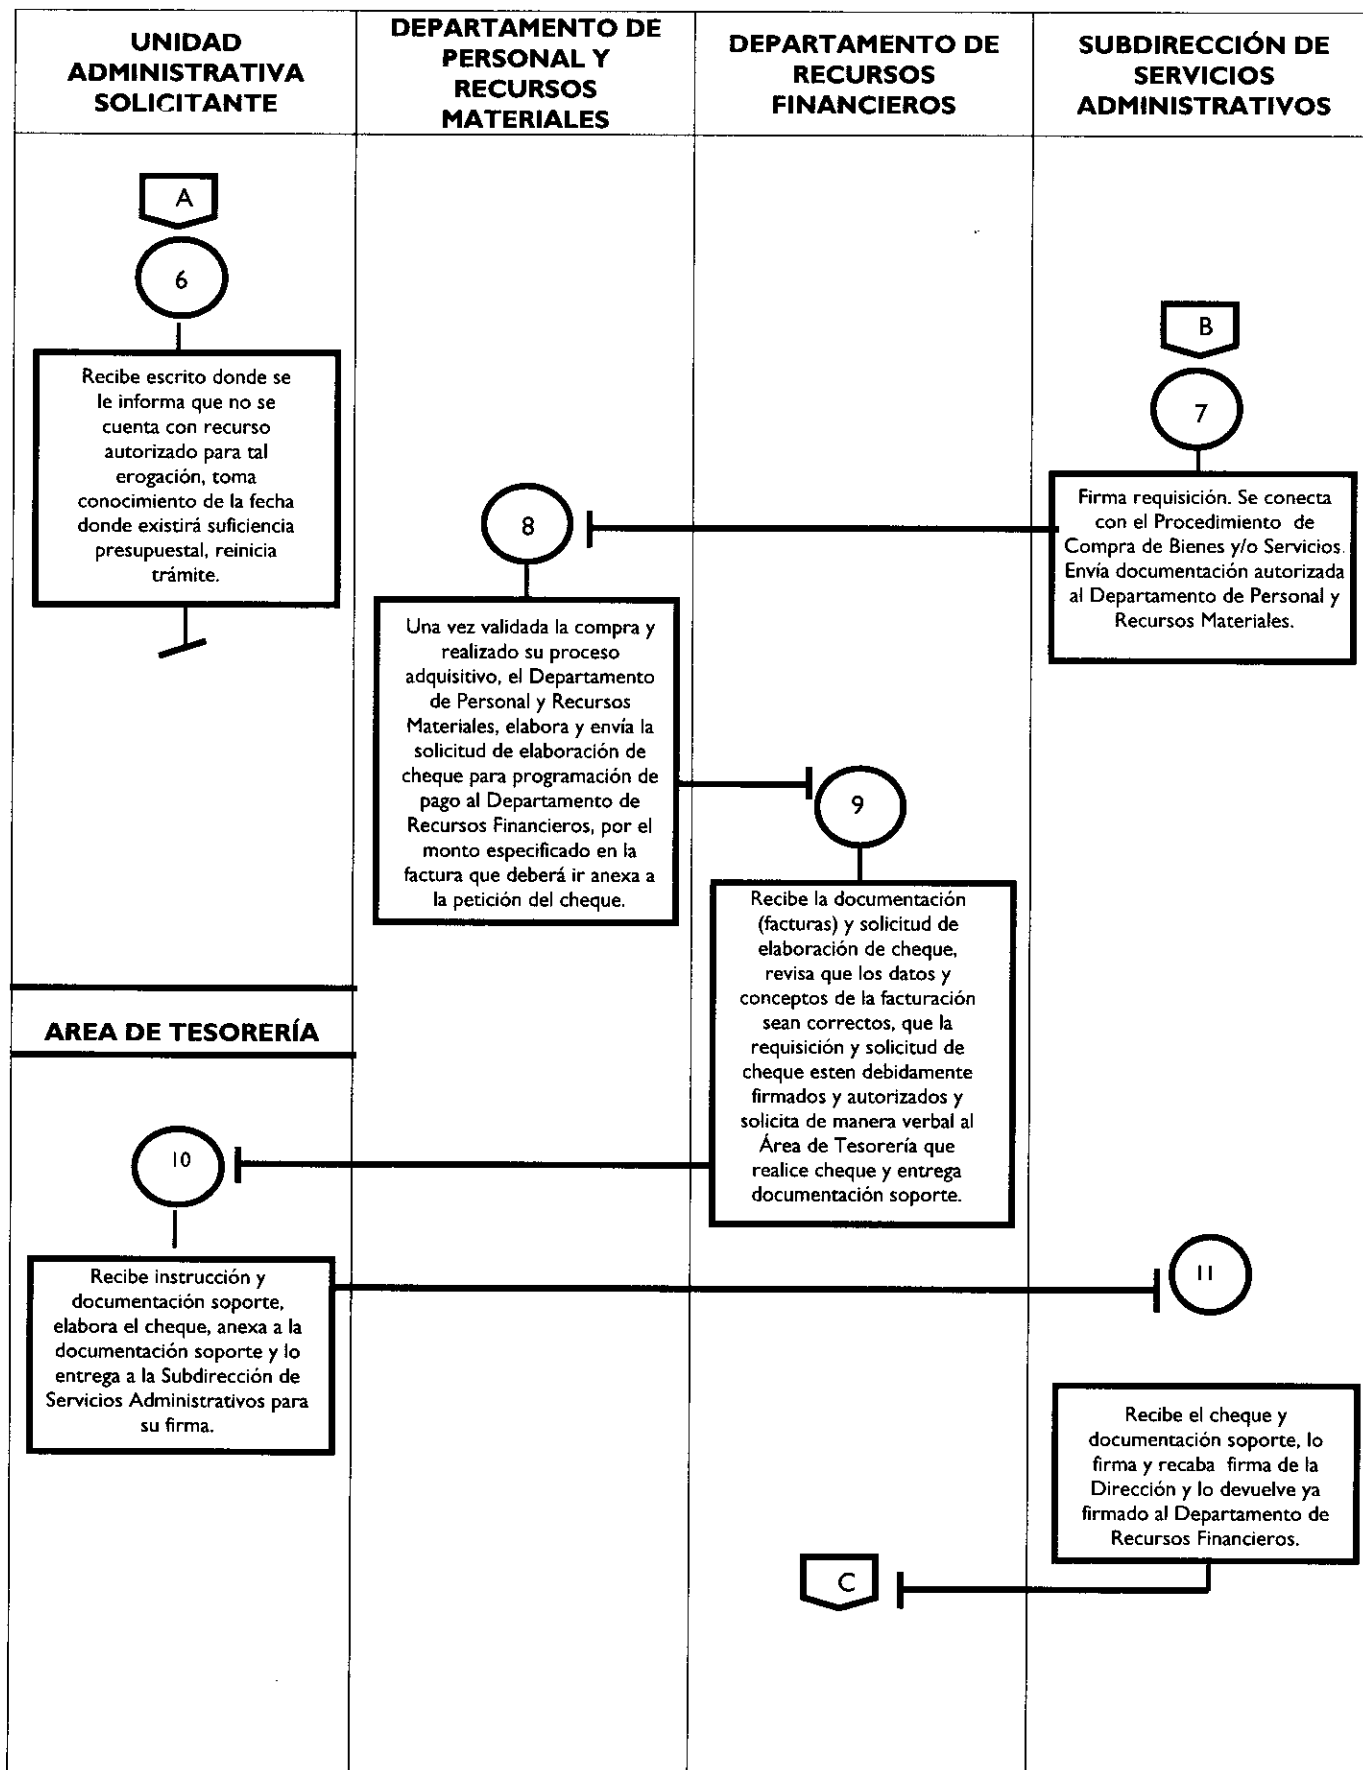 UNIDAD
ADMINISTRATIVA
SOLICITANTE
DEPARTAMENTO DE
PERSONAL Y
RECURSOS
MATERIALES
DEPARTAMENTO DE
RECURSOS
FINANCIEROS
SUBDIRECCIÓN DE
SERVICIOS
ADMINISTRATIVOS
A
6
Recibe escrito donde se
le informa que no se
cuenta con recurso
autorizado para tal
erogación, toma
conocimiento de la fecha
donde existirá suficiencia
presupuestal, reinicia
trámite.
B
7
Firma requisición. Se conecta
con el Procedimiento de
Compra de Bienes y/o Servicios.
Envía documentación autorizada
al Departamento de Personal y
Recursos Materiales.
8
Una vez validada la compra y
realizado su proceso
adquisitivo, el Departamento
de Personal y Recursos
Materiales, elabora y envía la
solicitud de elaboración de
cheque para programación de
pago al Departamento de
Recursos Financieros, por el
monto especificado en la
factura que deberá ir anexa a
la petición del cheque.
9
Recibe la documentación
(facturas) y solicitud de
elaboración de cheque,
revisa que los datos y
conceptos de la facturación
sean correctos, que la
requisición y solicitud de
cheque esten debidamente
firmados y autorizados y
solicita de manera verbal al
Área de Tesorería que
realice cheque y entrega
documentación soporte.
AREA DE TESORERÍA
10
Recibe instrucción y
documentación soporte,
elabora el cheque, anexa a la
documentación soporte y lo
entrega a la Subdirección de
Servicios Administrativos para
su firma.
11
Recibe el cheque y
documentación soporte, lo
firma y recaba firma de la
Dirección y lo devuelve ya
firmado al Departamento de
Recursos Financieros.
C